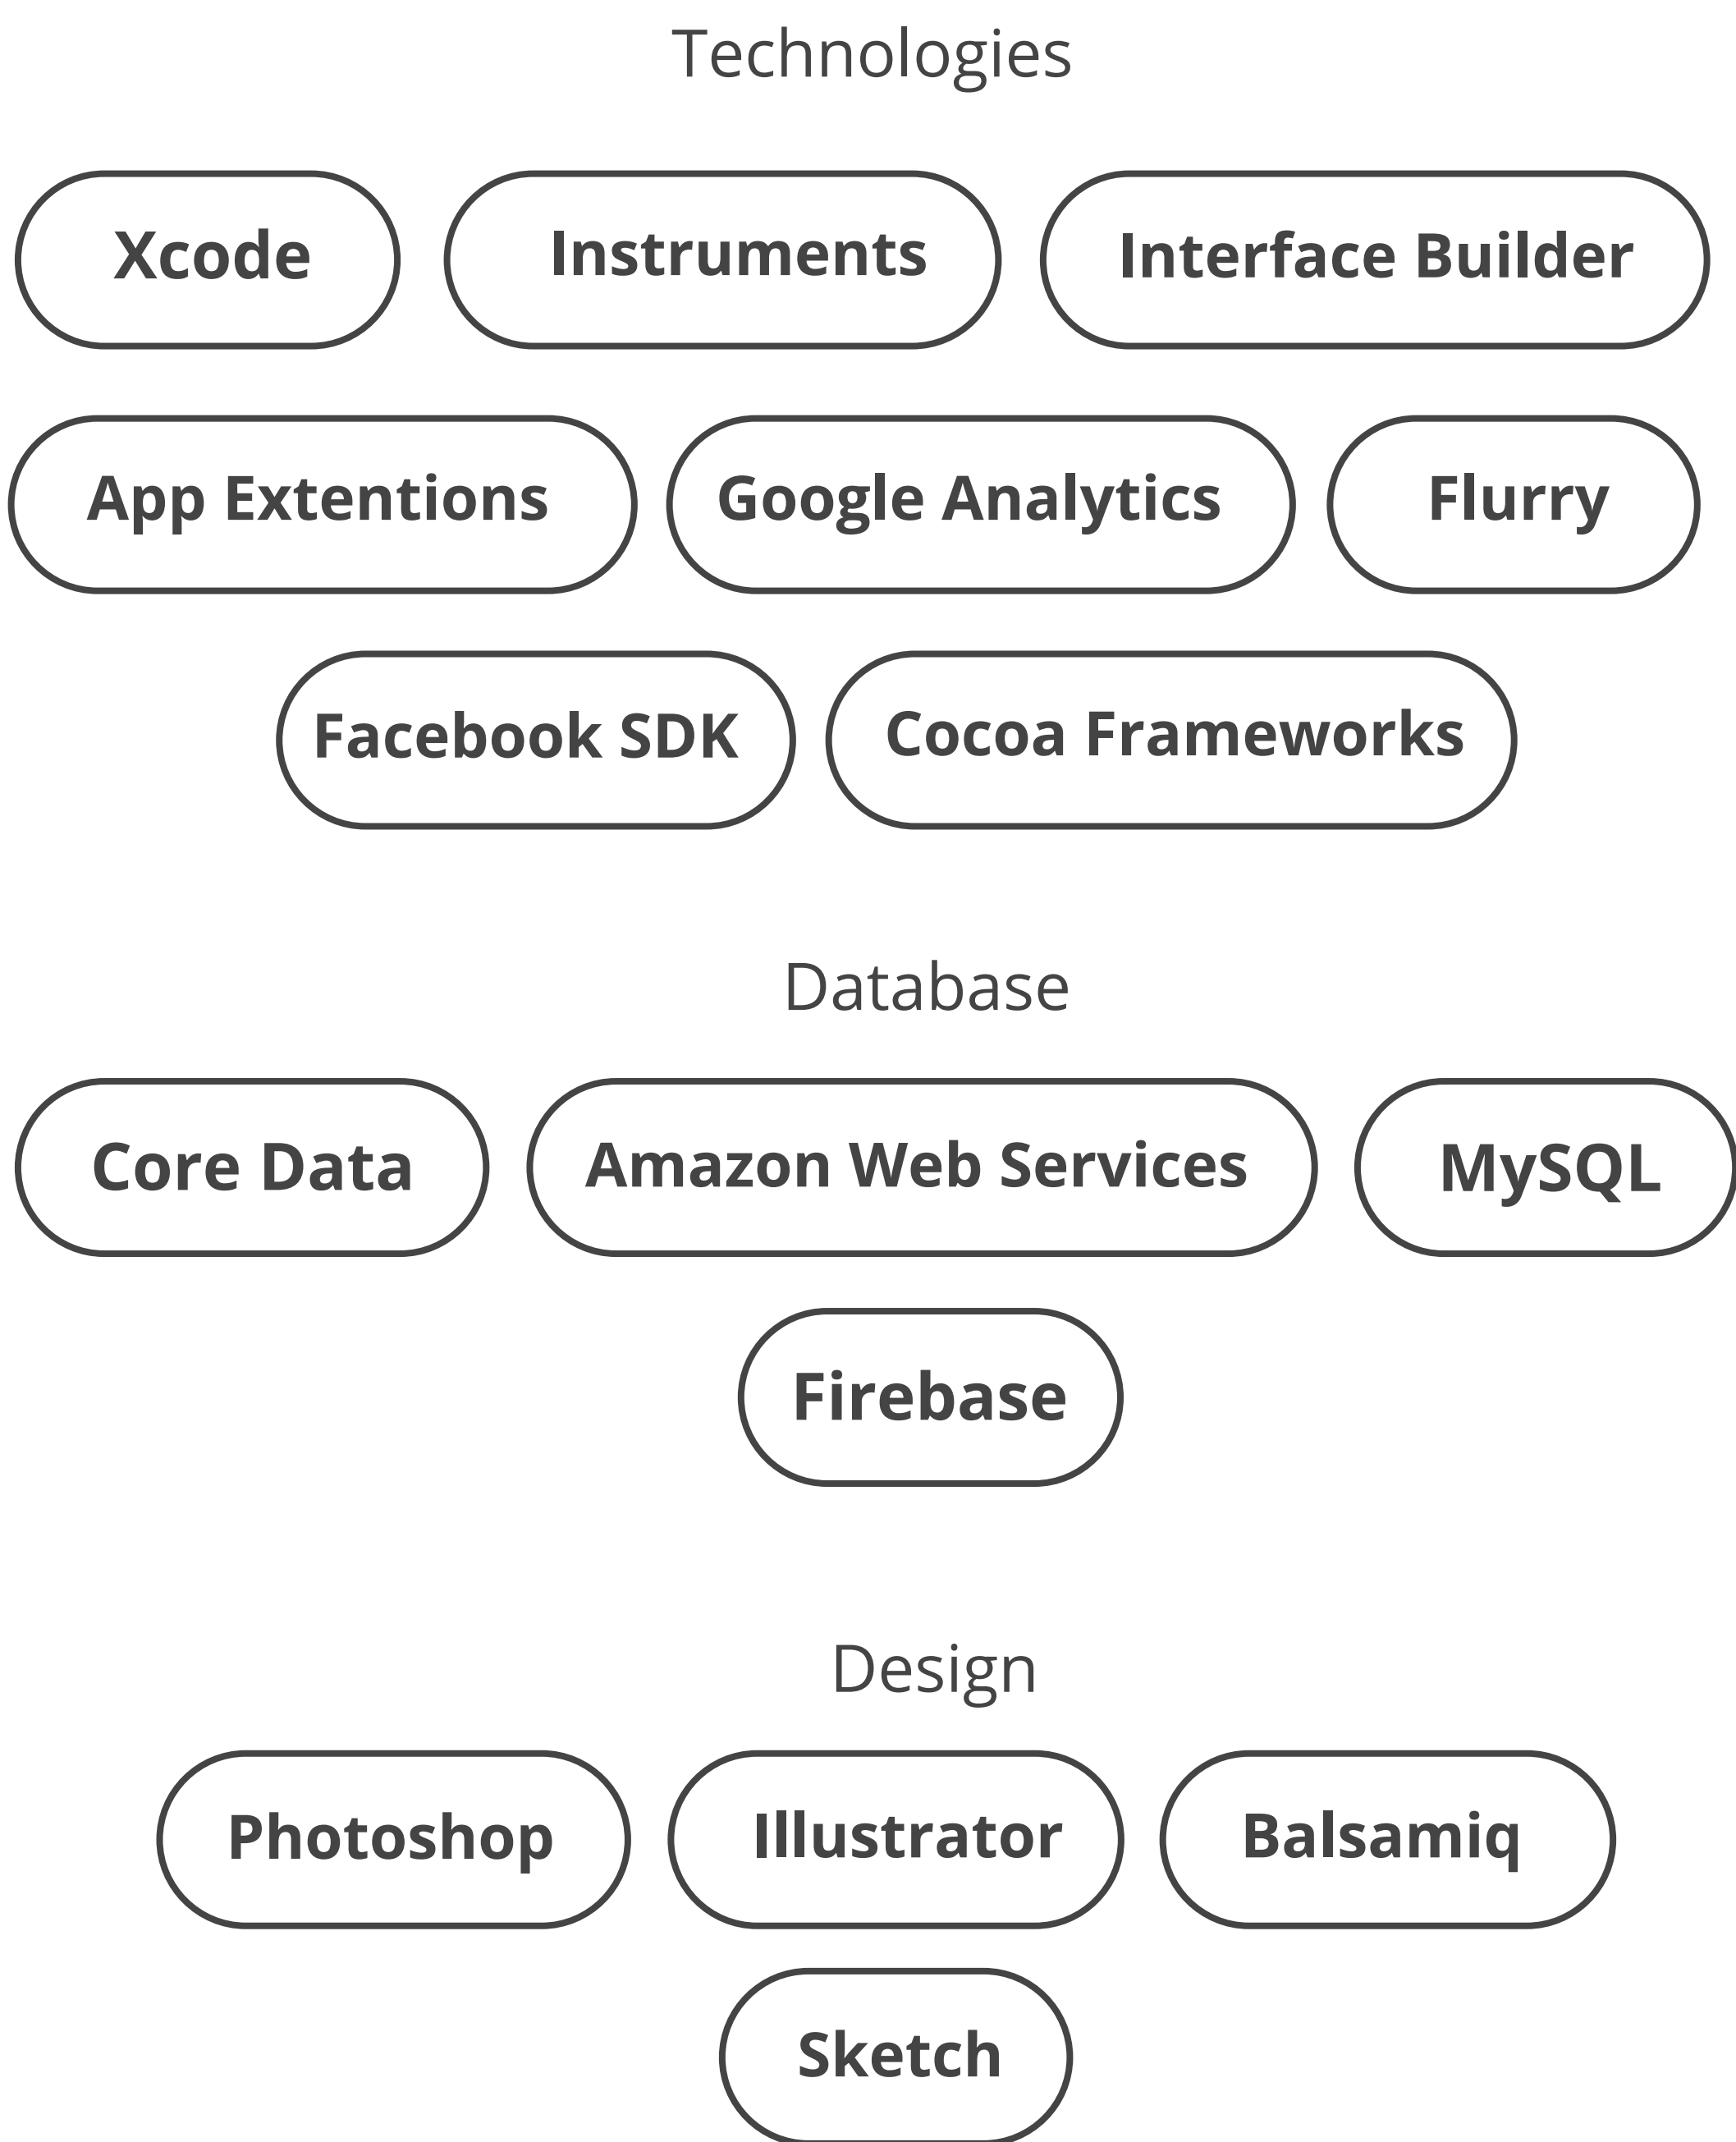 Technologies
Xcode Instruments Interface Builder
App Extentions Google Analytics Flurry
Facebook SDK Cocoa Frameworks
Database
Core Data Amazon Web Services MySQL
Firebase
Design
Photoshop Illustrator Balsamiq
Sketch